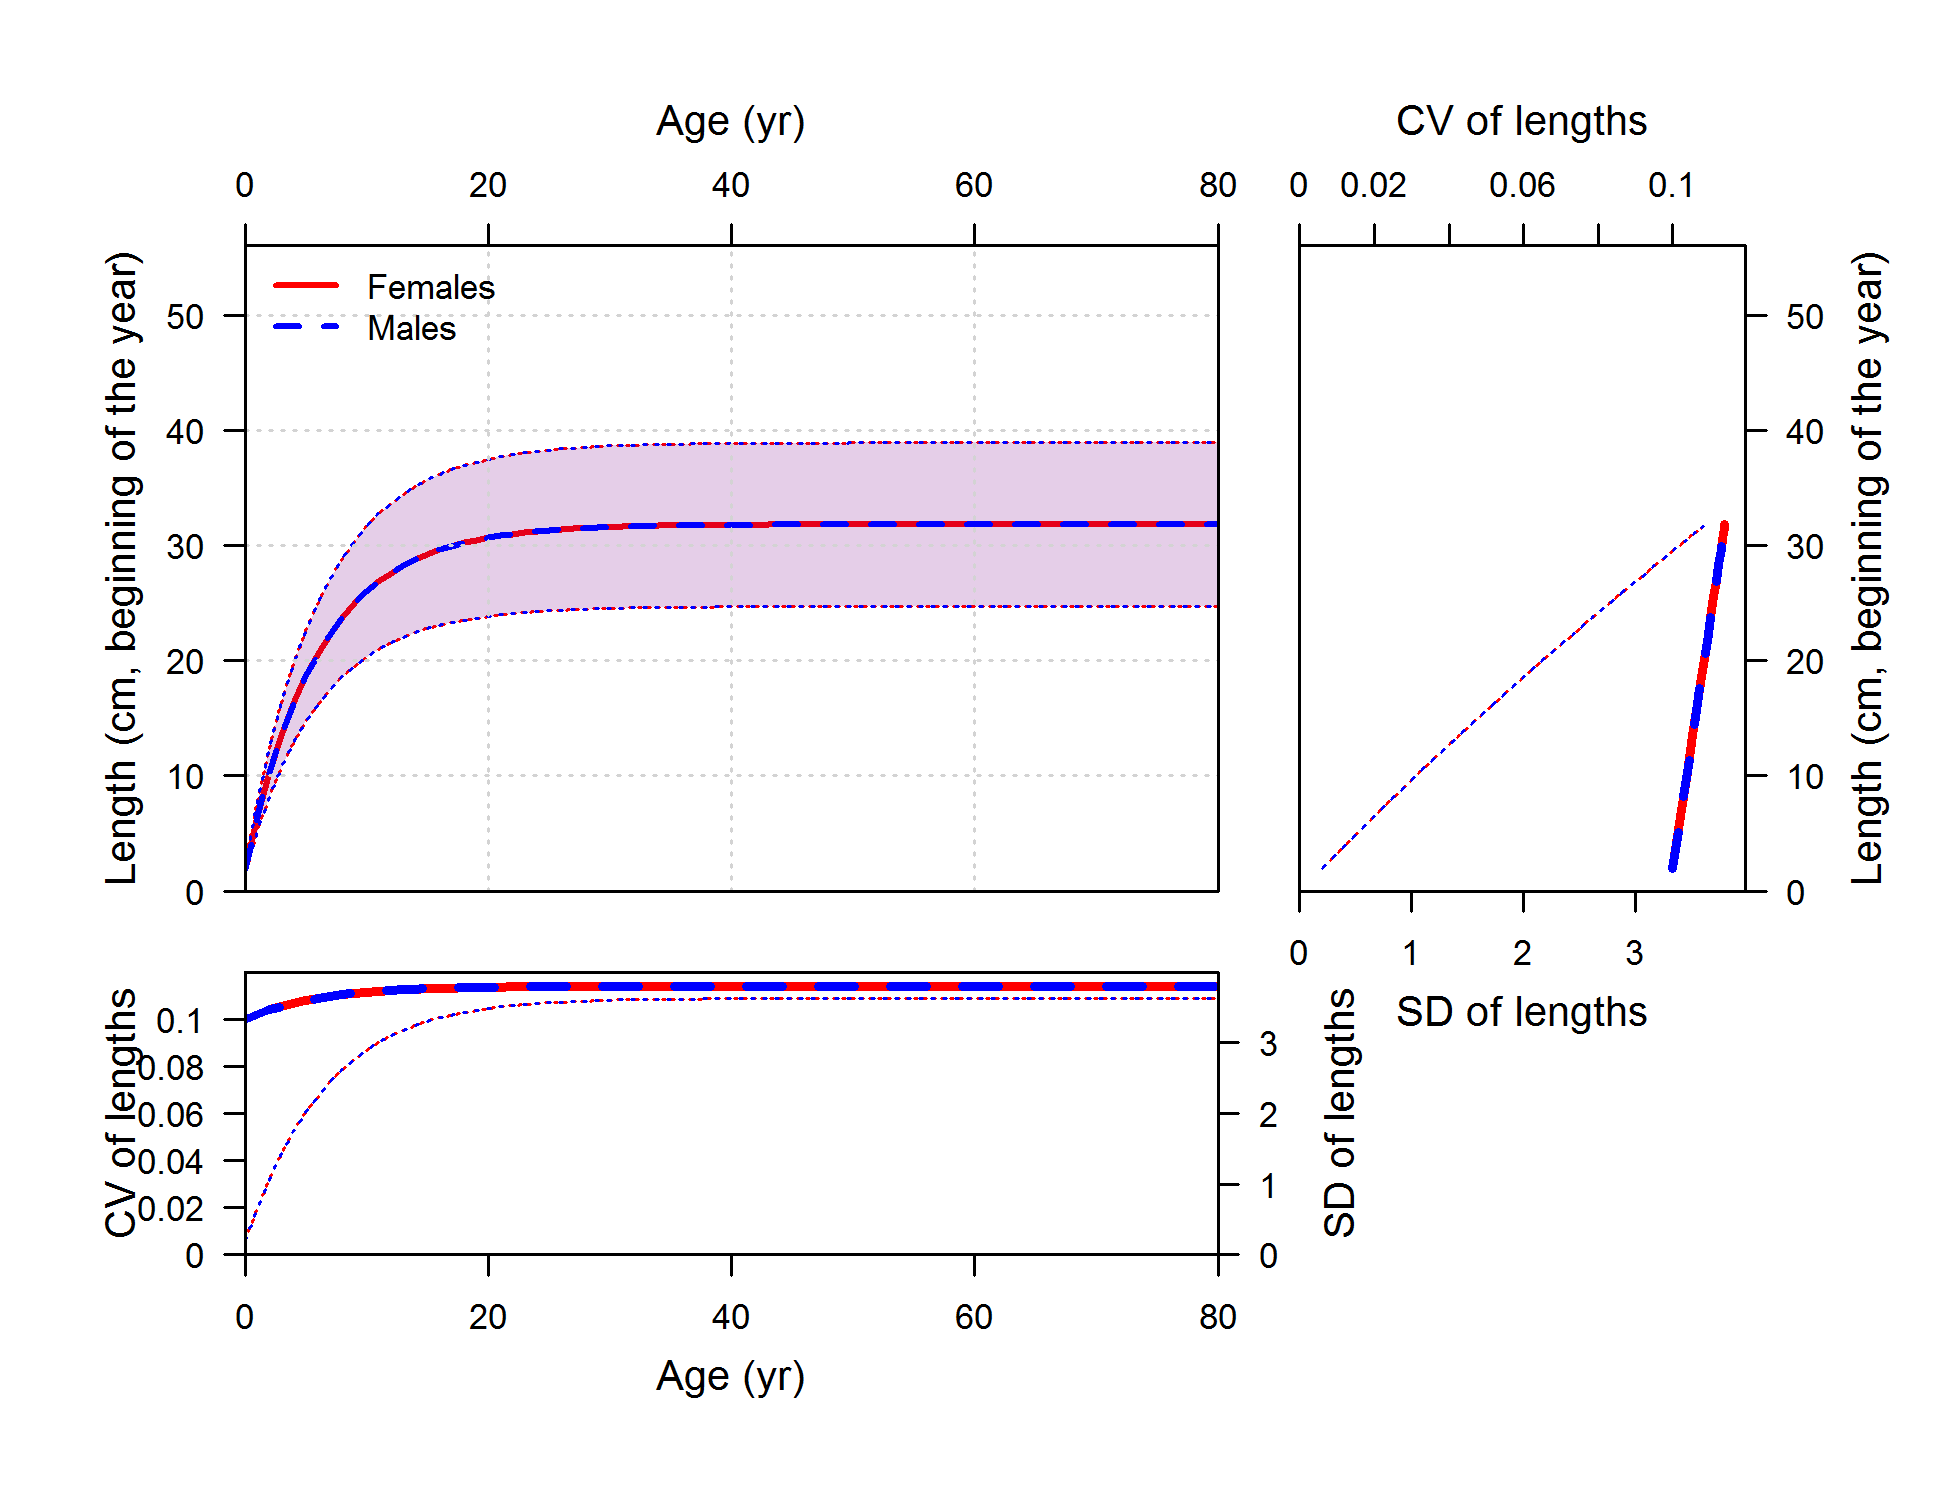 Age (yr)
CV of lengths
0 20 40 60 80
0 0.02 0.06 0.1
Length (cm, beginning of the year)
50
40
30
20
10
0
Females
Males
50
40
30
20
10
0
Length (cm, beginning of the year)
0 1 2 3
SD of lengths
CV of lengths
0.1
0.08
0.06
0.04
0.02
0
3
2
1
0
SD of lengths
0 20 40 60 80
Age (yr)